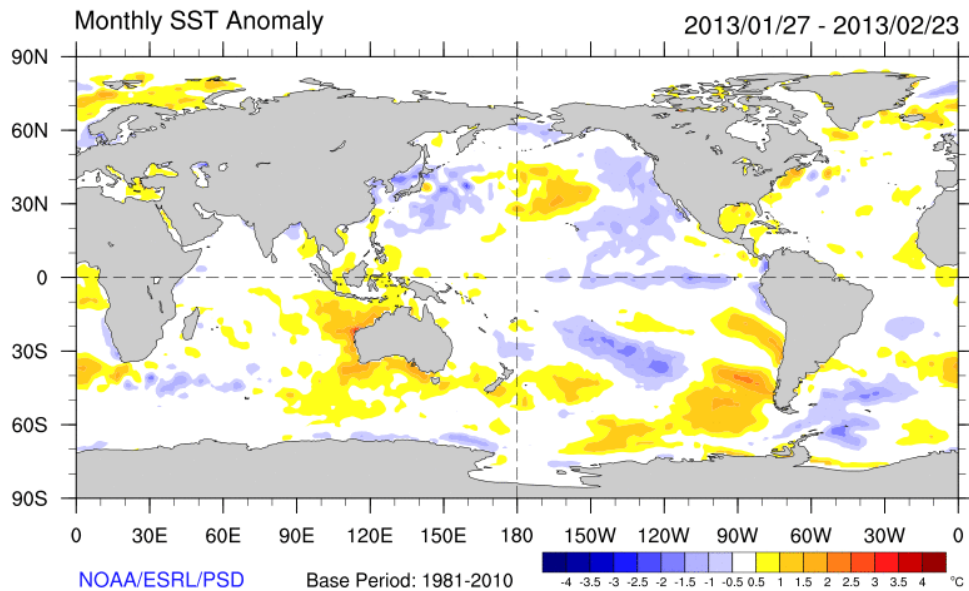 Monthly SST Anomaly 2013/01/27 - 2013/02/23
90N
60N
30N
0
30S
60S
90S
0 30E 60E 90E 120E 150E 180 150W 120W 90W 60W 30W 0
NOAA/ESRL/PSD Base Period: 1981-2010
-4 -3.5 -3 -2.5 -2 -1.5 -1 -0.5 0.5 1 1.5 2 2.5 3 3.5 4 °C